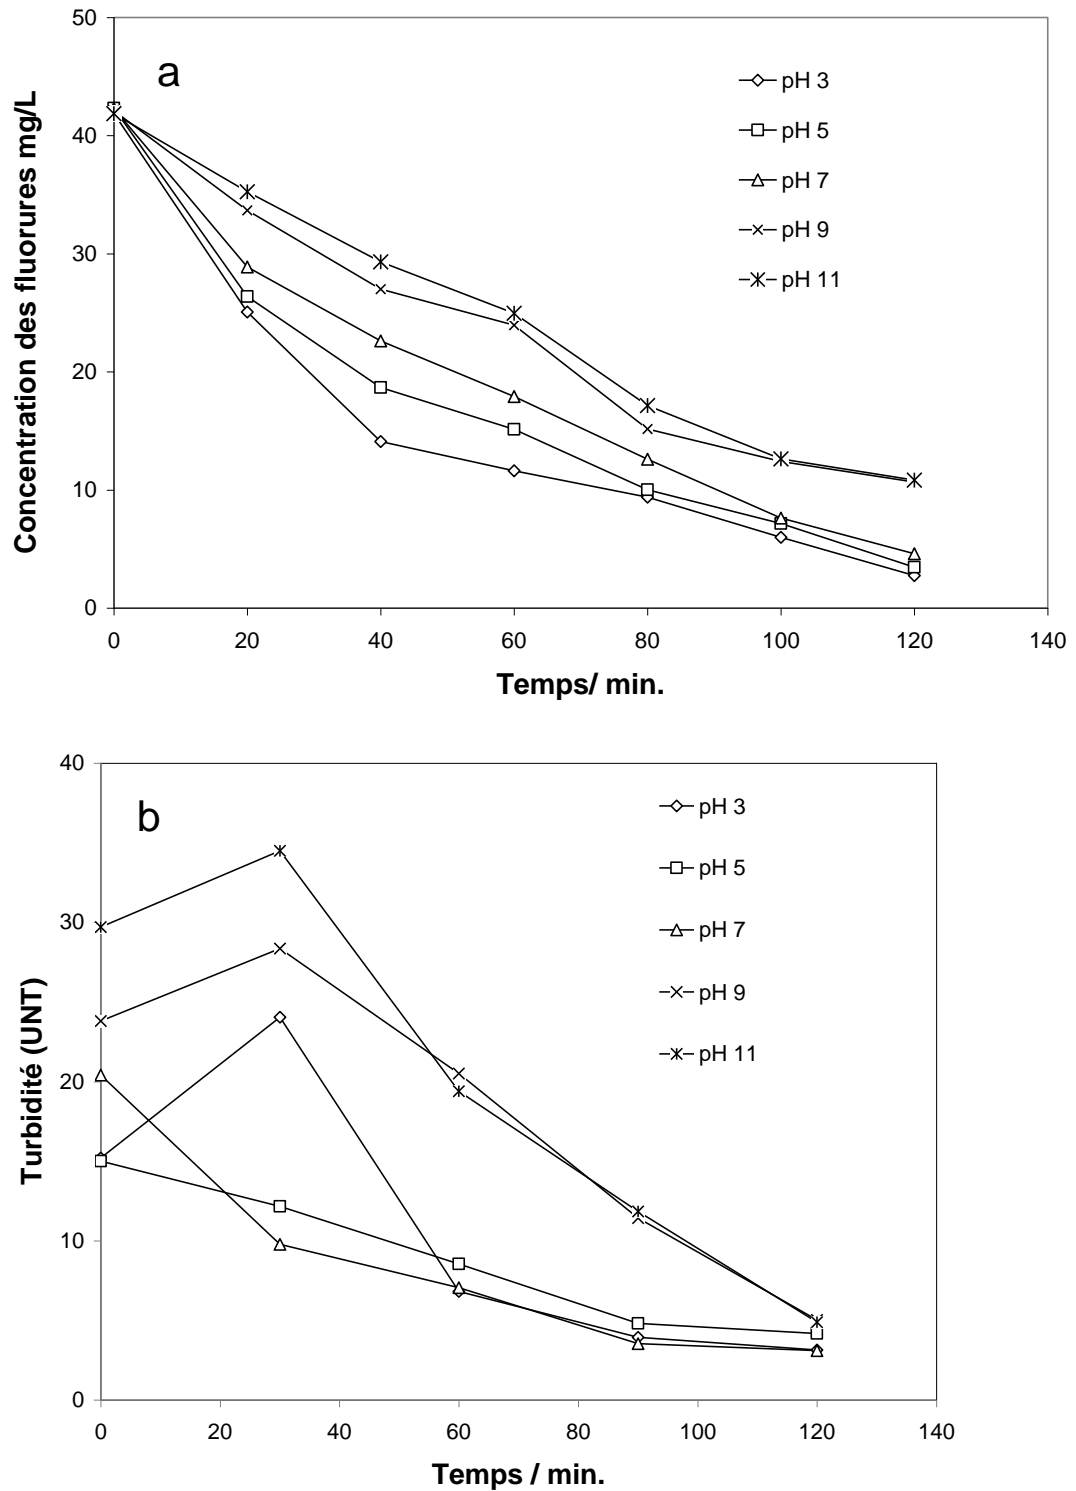 50
40
30
20
10
0
Concentration des fluorures mg/L
a
pH 3
pH 5
pH 7
pH 9
pH 11
0 20 40 60 80 100 120 140
Temps/ min.
40
30
20
10
0
Turbidité (UNT)
b
pH 3
pH 5
pH 7
pH 9
pH 11
0 20 40 60 80 100 120 140
Temps / min.